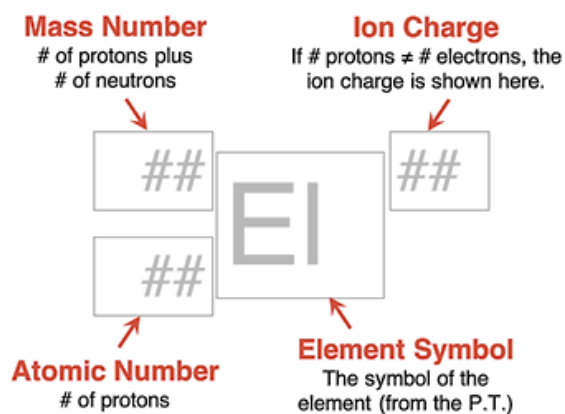 Mass Number
# of protons plus
# of neutrons
Ion Charge
If # protons ≠ # electrons, the
ion charge is shown here.
##
El
##
##
Atomic Number
# of protons
Element Symbol
The symbol of the
element (from the P.T.)